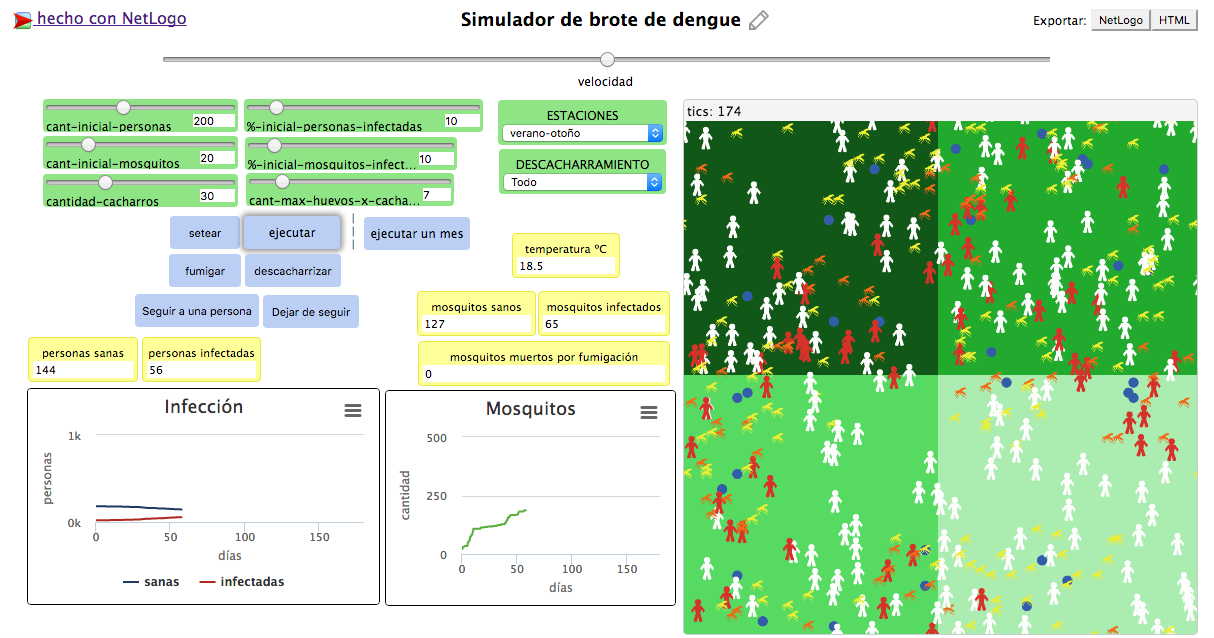 hecho con NetLogo
Simulador de brote de dengue
Exportar: NetLogo HTML
velocidad
cant-inicial-personas 200
%-inicial-personas-infectadas 10
cant-inicial-mosquitos 20
%-inicial-mosquitos-infect... 10
cantidad-cacharros 30
cant-max-huevos-x-cacha... 7
ESTACIONES
verano-otoño
DESCACHARRAMIENTO
Todo
setear
ejecutar
ejecutar un mes
fumigar
descacharrizar
Seguir a una persona
Dejar de seguir
temperatura ºC
18.5
mosquitos sanos
127
mosquitos infectados
65
mosquitos muertos por fumigación
0
personas sanas
144
personas infectadas
56
Infección
personas
1k
0k
0 50 100 150
días
sanas infectadas
Mosquitos
cantidad
500
250
0
0 50 100 150
días
tics: 174